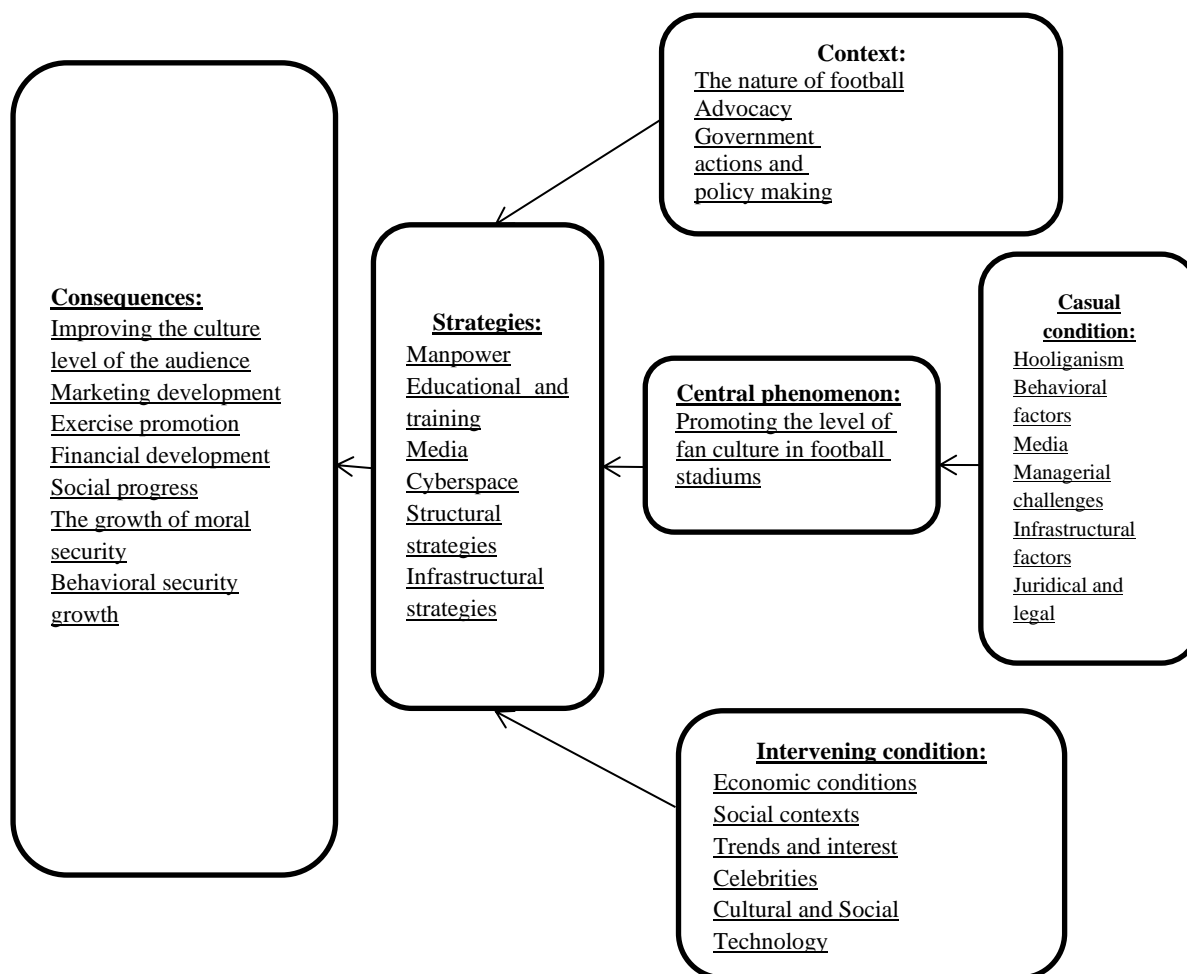 Context:
The nature of football
Advocacy
Government
actions and
policy making
Consequences:
Improving the culture
level of the audience
Marketing development
Exercise promotion
Financial development
Social progress
The growth of moral
security
Behavioral security
growth
Strategies:
Manpower
Educational and
training
Media
Cyberspace
Structural
strategies
Infrastructural
strategies
Central phenomenon:
Promoting the level of
fan culture in football
stadiums
Casual
condition:
Hooliganism
Behavioral
factors
Media
Managerial
challenges
Infrastructural
factors
Juridical and
legal
Intervening condition:
Economic conditions
Social contexts
Trends and interest
Celebrities
Cultural and Social
Technology